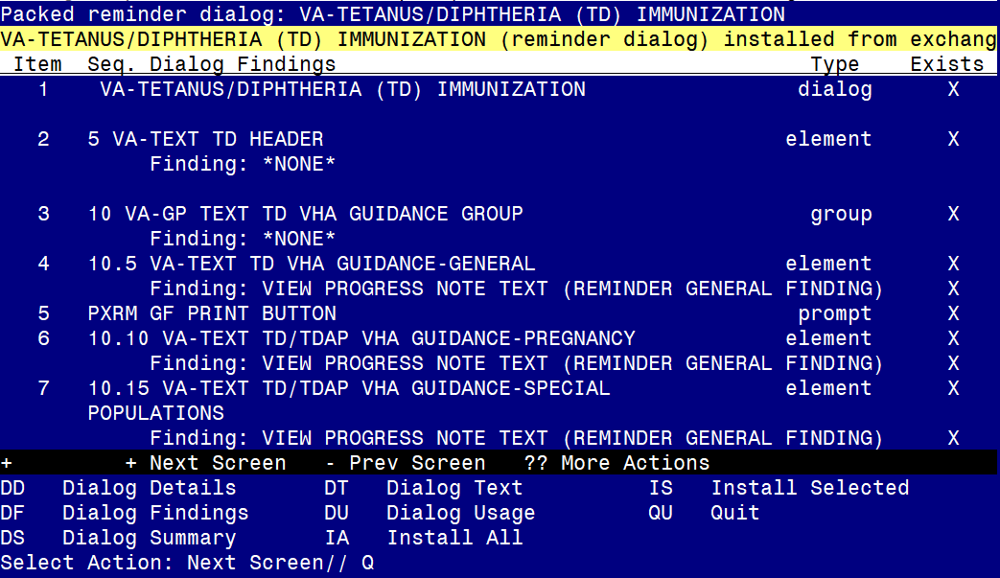 Packed reminder dialog: VA-TETANUS/DIPHTHERIA (TD) IMMUNIZATION
VA-TETANUS/DIPHTHERIA (TD) IMMUNIZATION (reminder dialog) installed from exchang
Item Seq. Dialog Findings Type Exists
1 VA-TETANUS/DIPHTHERIA (TD) IMMUNIZATION dialog X
2 5 VA-TEXT TD HEADER element X
Finding: *NONE*
3 10 VA-GP TEXT TD VHA GUIDANCE GROUP group X
Finding: *NONE*
4 10.5 VA-TEXT TD VHA GUIDANCE-GENERAL element X
Finding: VIEW PROGRESS NOTE TEXT (REMINDER GENERAL FINDING) X
5 PXRM GF PRINT BUTTON prompt X
6 10.10 VA-TEXT TD/TDAP VHA GUIDANCE-PREGNANCY element X
Finding: VIEW PROGRESS NOTE TEXT (REMINDER GENERAL FINDING) X
7 10.15 VA-TEXT TD/TDAP VHA GUIDANCE-SPECIAL element X
POPULATIONS
Finding: VIEW PROGRESS NOTE TEXT (REMINDER GENERAL FINDING) X
+ + Next Screen - Prev Screen ?? More Actions
DD Dialog Details DT Dialog Text IS Install Selected
DF Dialog Findings DU Dialog Usage QU Quit
DS Dialog Summary IA Install All
Select Action: Next Screen// Q